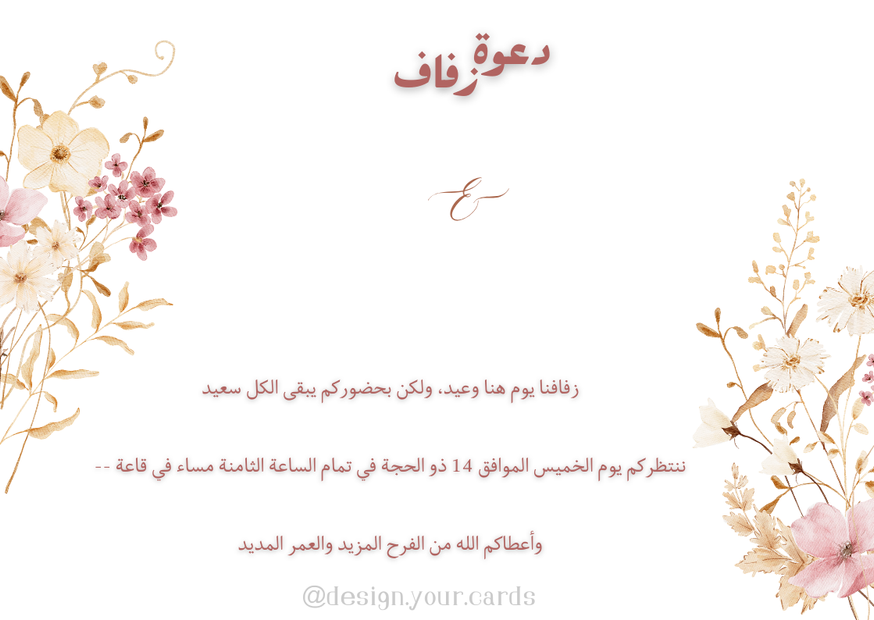 دعوة
زفاف
&
زفافنا يوم هنا وعيد، ولكن بحضوركم يبقى الكل سعيد
ننتظركم يوم الخميس الموافق 14 ذو الحجة في تمام الساعة الثامنة مساء في قاعة --
وأعطاكم الله من الفرح المزيد والعمر المديد
@design.your.cards